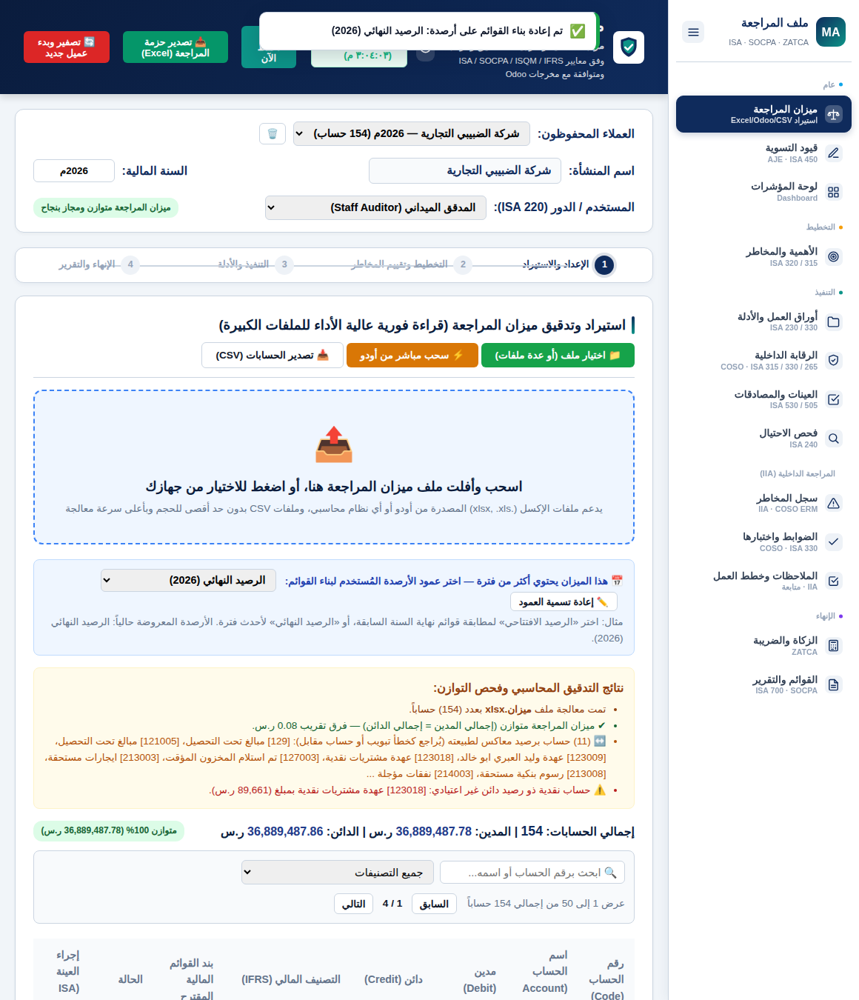 MA
ملف المراجعة
ISA · SOCPA · ZATCA
عام
ميزان المراجعة
استيراد Excel/Odoo/CSV
قيود التسوية
AJE · ISA 450
لوحة المؤشرات
Dashboard
التخطيط
الأهمية والمخاطر
ISA 320 / 315
التنفيذ
أوراق العمل والأدلة
ISA 230 / 330
الرقابة الداخلية
COSO · ISA 315 / 330 / 265
العينات والمصادقات
ISA 530 / 505
فحص الاحتيال
ISA 240
المراجعة الداخلية (IIA)
سجل المخاطر
IIA · COSO ERM
الضوابط واختبارها
COSO · ISA 330
الملاحظات وخطط العمل
IIA · متابعة
الإنهاء
الزكاة والضريبة
ZATCA
القوائم والتقرير
ISA 700 · SOCPA
✅ تم إعادة بناء القوائم على أرصدة: الرصيد النهائي (2026)
وفق معايير ISA / SOCPA / ISQM / IFRS
ومتوافقة مع مخرجات Odoo
(٣:٠٤:٠٣ م)
الآن
📥 تصدير حزمة
المراجعة (Excel)
🔄 تصفير وبدء
عميل جديد
العملاء المحفوظون:
شركة الضبيبي التجارية — 2026م (154 حساب)
🗑️
اسم المنشأة:
شركة الضبيبي التجارية
السنة المالية:
2026م
المستخدم / الدور (ISA 220):
المدقق الميداني (Staff Auditor)
ميزان المراجعة متوازن ومجاز بنجاح
1 الإعداد والاستيراد
2 التخطيط وتقييم المخاطر
3 التنفيذ والأدلة
4 الإنهاء والتقرير
استيراد وتدقيق ميزان المراجعة (قراءة فورية عالية الأداء للملفات الكبيرة)
📁 اختيار ملف (أو عدة ملفات)
⚡ سحب مباشر من أودو
📥 تصدير الحسابات (CSV)
اسحب وأفلت ملف ميزان المراجعة هنا، أو اضغط للاختيار من جهازك
يدعم ملفات الإكسل (.xlsx, .xls) المصدرة من أودو أو أي نظام محاسبي، وملفات CSV بدون حد أقصى للحجم وبأعلى سرعة معالجة
📅 هذا الميزان يحتوي أكثر من فترة — اختر عمود الأرصدة المُستخدم لبناء القوائم:
الرصيد النهائي (2026)
✏️ إعادة تسمية العمود
مثال: اختر «الرصيد الافتتاحي» لمطابقة قوائم نهاية السنة السابقة، أو «الرصيد النهائي» لأحدث فترة. الأرصدة المعروضة حالياً: الرصيد النهائي
(2026).
نتائج التدقيق المحاسبي وفحص التوازن:
• تمت معالجة ملف ميزان.xlsx بعدد (154) حساباً.
• ✔ ميزان المراجعة متوازن (إجمالي المدين = إجمالي الدائن) — فرق تقريب 0.08 ر.س.
• ↔️ (11) حساب برصيد معاكس لطبيعته (يُراجع كخطأ تبويب أو حساب مقابل): [129] مبالغ تحت التحصيل، [121005] مبالغ تحت التحصيل،
[123009] عهدة وليد العبري ابو خالد، [123018] عهدة مشتريات نقدية، [127003] تم استلام المخزون المؤقت، [213003] ايجارات مستحقة،
[213008] رسوم بنكية مستحقة، [214003] نفقات مؤجلة ...
• ⚠️ حساب نقدية ذو رصيد دائن غير اعتيادي: [123018] عهدة مشتريات نقدية بمبلغ (89,661 ر.س).
إجمالي الحسابات: 154 | المدين: 36,889,487.78 ر.س | الدائن: 36,889,487.86 ر.س
متوازن 100% (36,889,487.78 ر.س)
🔍 ابحث برقم الحساب أو اسمه...
جميع التصنيفات
عرض 1 إلى 50 من إجمالي 154 حساباً
السابق
1 / 4
التالي
رقم
الحساب
(Code)
اسم
الحساب
(Account)
مدين
(Debit)
دائن (Credit)
التصنيف المالي (IFRS)
بند القوائم
المالية
المقترح
الحالة
إجراء
العينة
(ISA